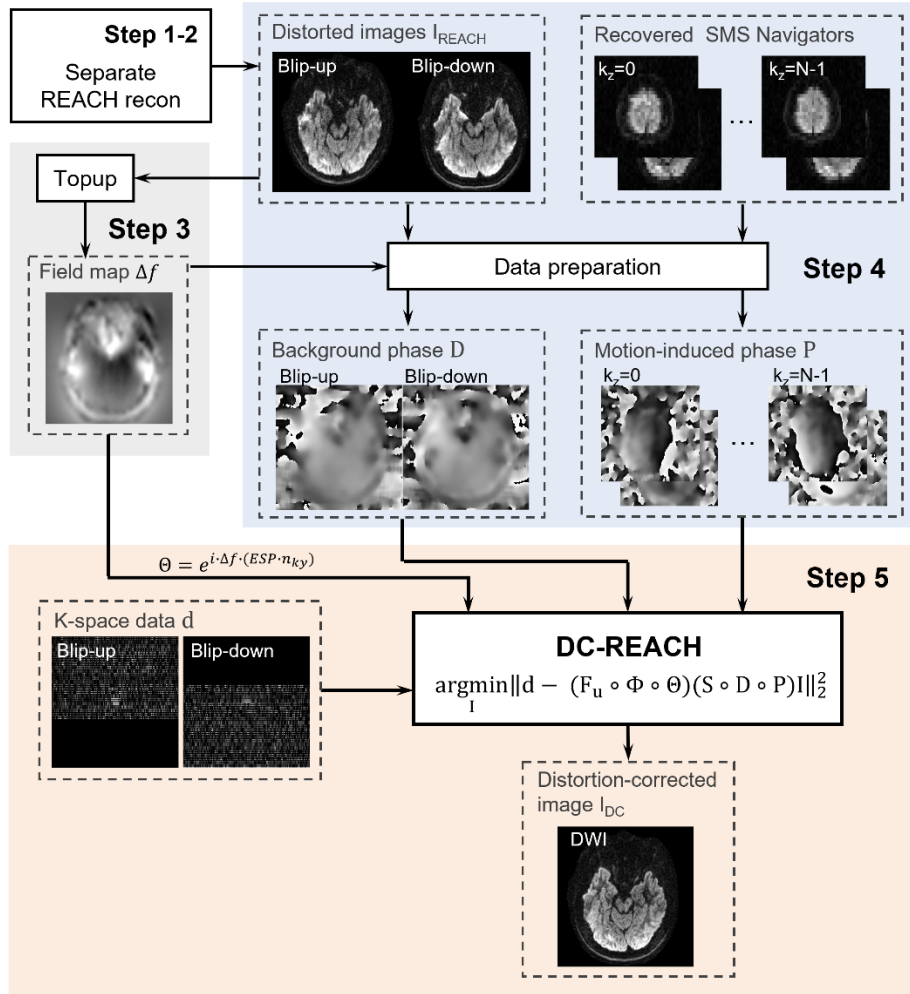 Step 1-2
Separate
REACH recon
Distorted images I_REACH
Blip-up
Blip-down
Recovered SMS Navigators
k_z=0
k_z=N-1
...
Topup
Step 3
Field map Δf
Data preparation
Step 4
Background phase D
Blip-up
Blip-down
Motion-induced phase P
k_z=0
k_z=N-1
...
Θ = e^{i·Δf·(ESP·n_{ky})}
Step 5
K-space data d
Blip-up
Blip-down
DC-REACH
argmin_I ‖d − (F_u ∘ Φ ∘ Θ)(S ∘ D ∘ P)I‖_2^2
Distortion-corrected
image I_DC
DWI